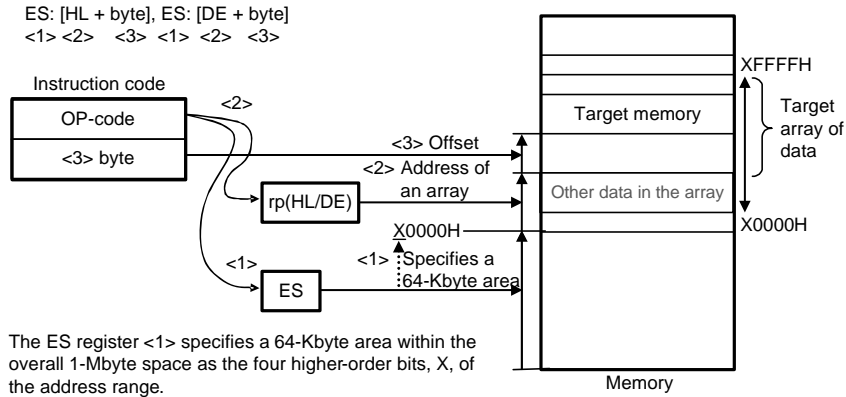 ES: [HL + byte], ES: [DE + byte]
<1> <2> <3> <1> <2> <3>
Instruction code
OP-code
<3> byte
<2>
<1>
rp(HL/DE)
ES
<3> Offset
<2> Address of
an array
X0000H
<1> Specifies a
64-Kbyte area
Target memory
Other data in the array
XFFFFH
Target
array of
data
X0000H
Memory
The ES register <1> specifies a 64-Kbyte area within the
overall 1-Mbyte space as the four higher-order bits, X, of
the address range.